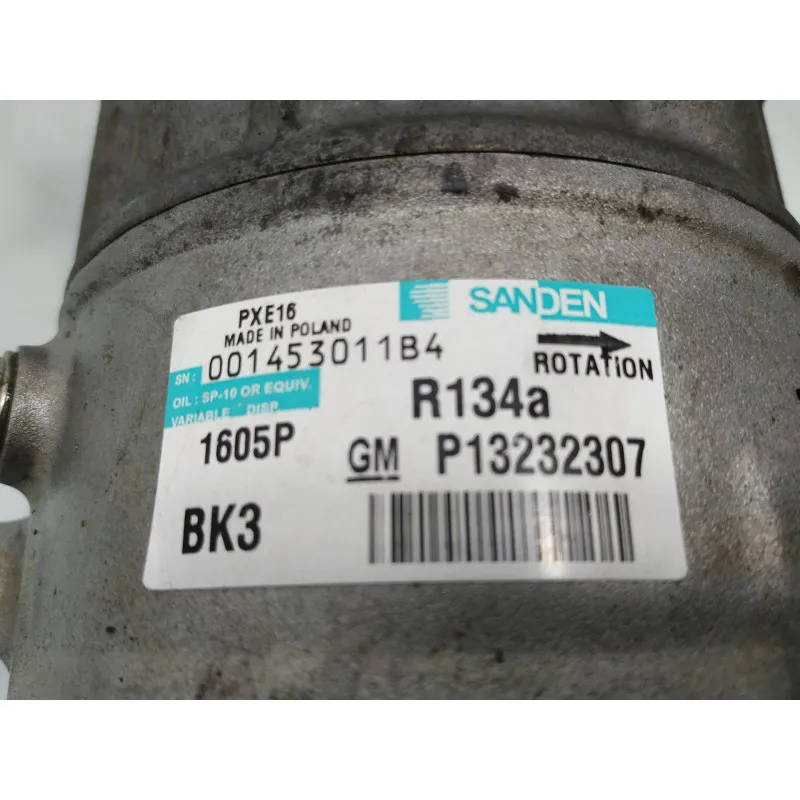 PXE16
MADE IN POLAND
SANDEN
SN: 001453011B4
ROTATION
OIL : SP-10 OR EQUIV.
VARIABLE DISP.
R134a
1605P
GM P13232307
BK3